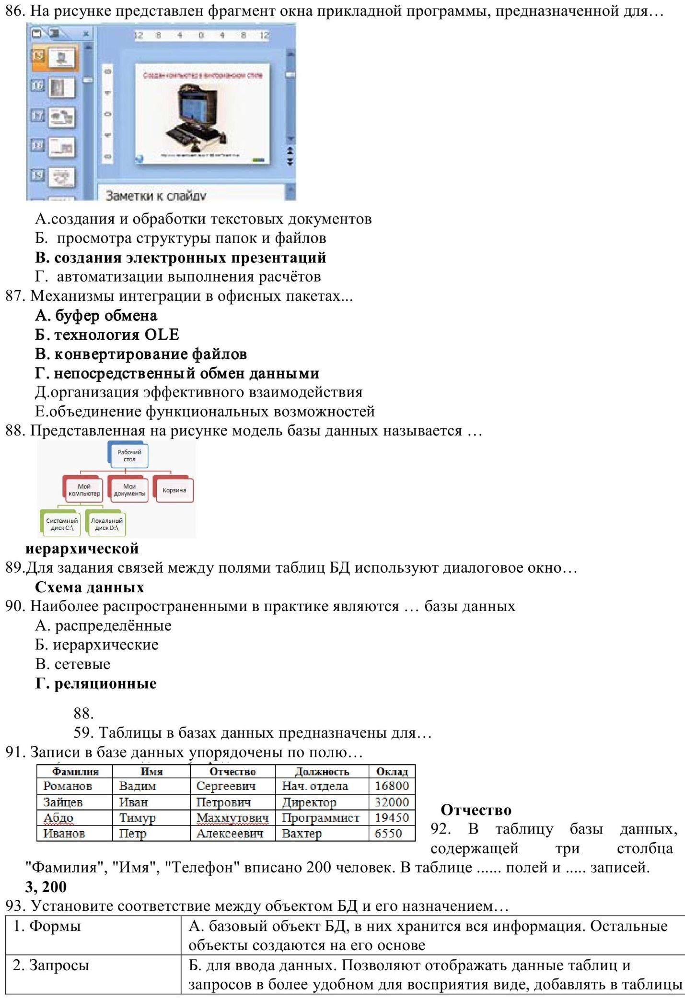 86. На рисунке представлен фрагмент окна прикладной программы, предназначенной для…
12 8 4 0 4 8 12
15
Создан компьютер в викторианском стиле
16
17
18
19
8 4 0 4 8
Заметки к слайду
А.создания и обработки текстовых документов
Б. просмотра структуры папок и файлов
В. создания электронных презентаций
Г. автоматизации выполнения расчётов
87. Механизмы интеграции в офисных пакетах...
А. буфер обмена
Б. технология OLE
В. конвертирование файлов
Г. непосредственный обмен данными
Д.организация эффективного взаимодействия
Е.объединение функциональных возможностей
88. Представленная на рисунке модель базы данных называется …
Рабочий
стол
Мой
компьютер
Мои
документы
Корзина
Системный
диск C:\
Локальный
диск D:\
иерархической
89.Для задания связей между полями таблиц БД используют диалоговое окно…
Схема данных
90. Наиболее распространенными в практике являются … базы данных
А. распределённые
Б. иерархические
В. сетевые
Г. реляционные
88.
59. Таблицы в базах данных предназначены для…
91. Записи в базе данных упорядочены по полю…
Фамилия Имя Отчество Должность Оклад
Романов Вадим Сергеевич Нач. отдела 16800
Зайцев Иван Петрович Директор 32000
Абдо Тимур Махмутович Программист 19450
Иванов Петр Алексеевич Вахтер 6550
Отчество
92. В таблицу базы данных,
содержащей три столбца
"Фамилия", "Имя", "Телефон" вписано 200 человек. В таблице ...... полей и ..... записей.
3, 200
93. Установите соответствие между объектом БД и его назначением…
1. Формы А. базовый объект БД, в них хранится вся информация. Остальные
объекты создаются на его основе
2. Запросы Б. для ввода данных. Позволяют отображать данные таблиц и
запросов в более удобном для восприятия виде, добавлять в таблицы